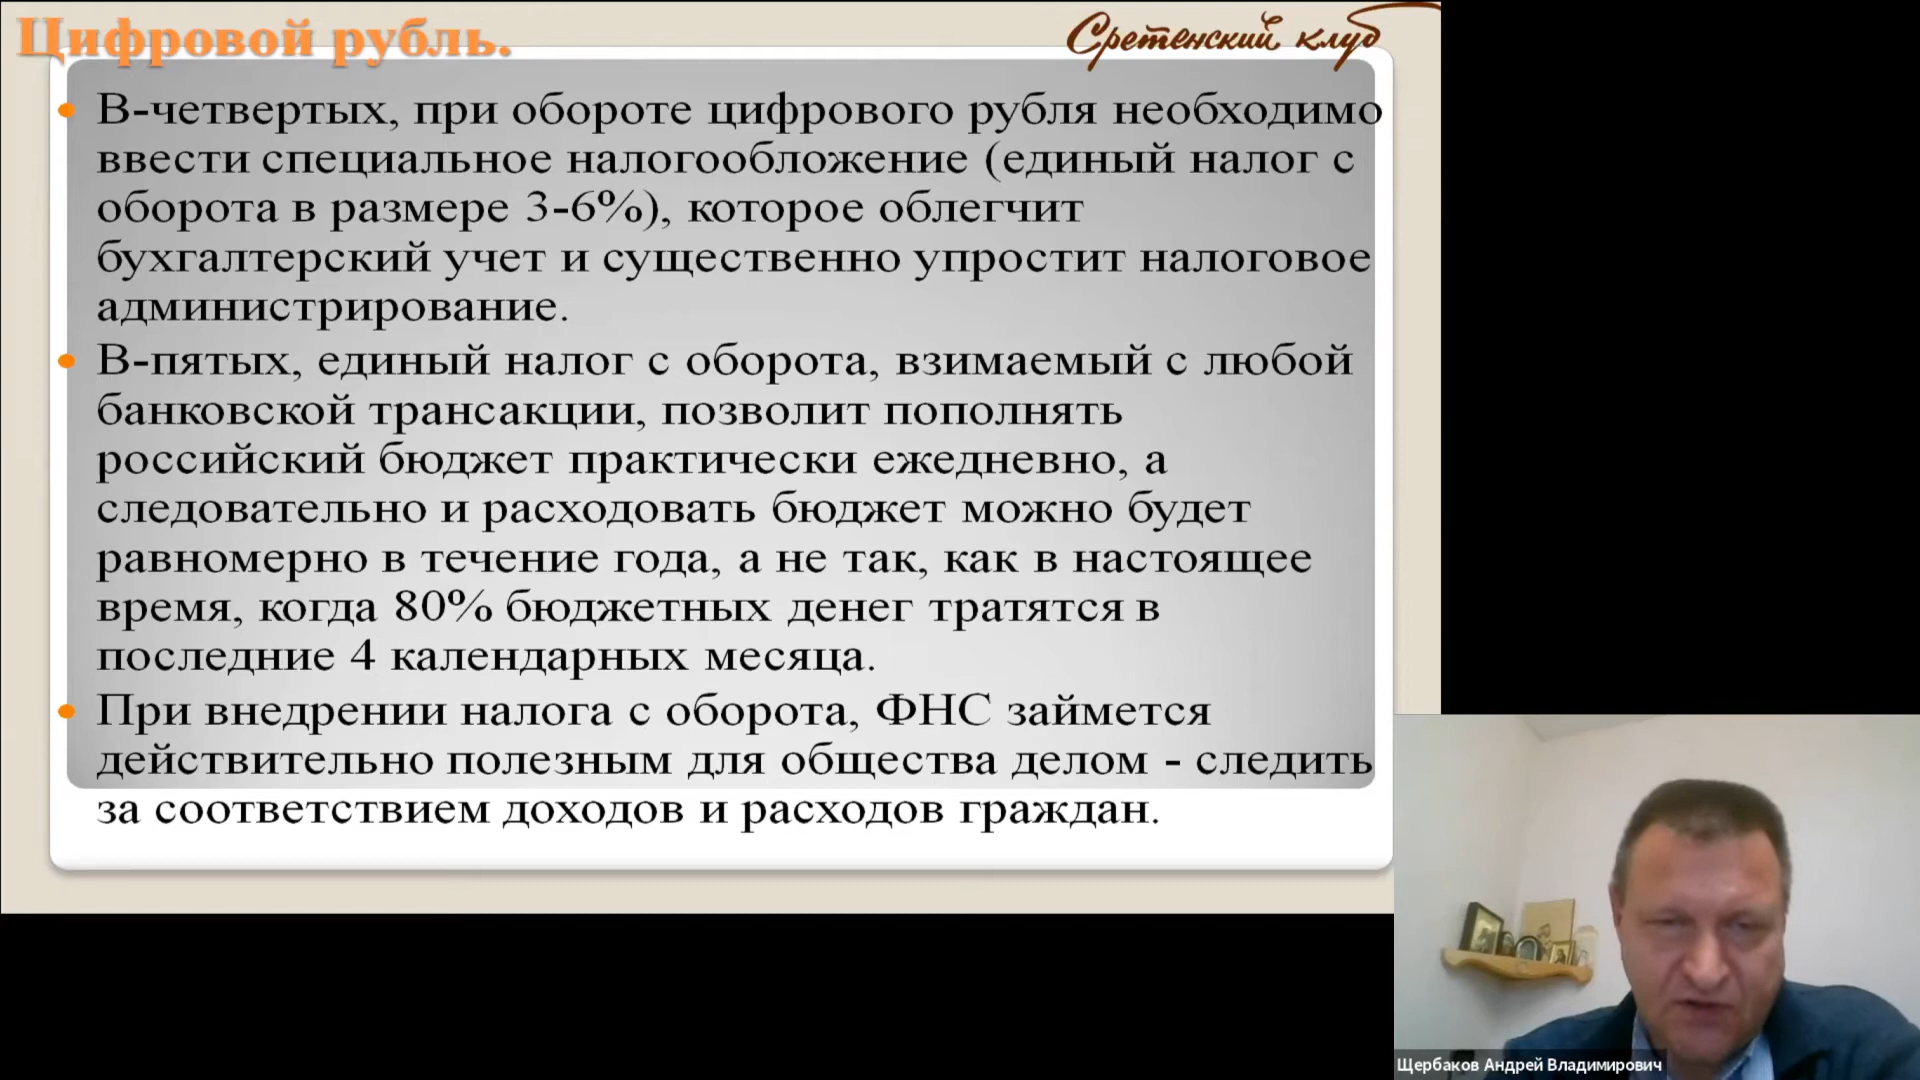 Цифровой рубль.
Сретенский клуб
В-четвертых, при обороте цифрового рубля необходимо
ввести специальное налогообложение (единый налог с
оборота в размере 3-6%), которое облегчит
бухгалтерский учет и существенно упростит налоговое
администрирование.
В-пятых, единый налог с оборота, взимаемый с любой
банковской трансакции, позволит пополнять
российский бюджет практически ежедневно, а
следовательно и расходовать бюджет можно будет
равномерно в течение года, а не так, как в настоящее
время, когда 80% бюджетных денег тратятся в
последние 4 календарных месяца.
При внедрении налога с оборота, ФНС займется
действительно полезным для общества делом - следить
за соответствием доходов и расходов граждан.
Щербаков Андрей Владимирович